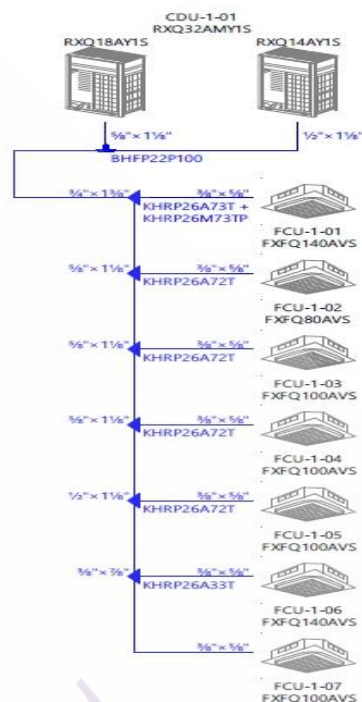 CDU-1-01
RXQ32AMY1S
RXQ18AY1S RXQ14AY1S
⅝"× 1⅛" ½"× 1⅛"
BHFP22P100
¾"× 1⅜" ⅜"× ⅝"
KHRP26A73T +
KHRP26M73TP
FCU-1-01
FXFQ140AVS
⅝"× 1⅛" ⅜"× ⅝"
KHRP26A72T
FCU-1-02
FXFQ80AVS
⅝"× 1⅛" ⅜"× ⅝"
KHRP26A72T
FCU-1-03
FXFQ100AVS
⅝"× 1⅛" ⅜"× ⅝"
KHRP26A72T
FCU-1-04
FXFQ100AVS
½"× 1⅛" ⅜"× ⅝"
KHRP26A72T
FCU-1-05
FXFQ100AVS
⅜"× ⅞" ⅜"× ⅝"
KHRP26A33T
FCU-1-06
FXFQ140AVS
⅜"× ⅝"
FCU-1-07
FXFQ100AVS